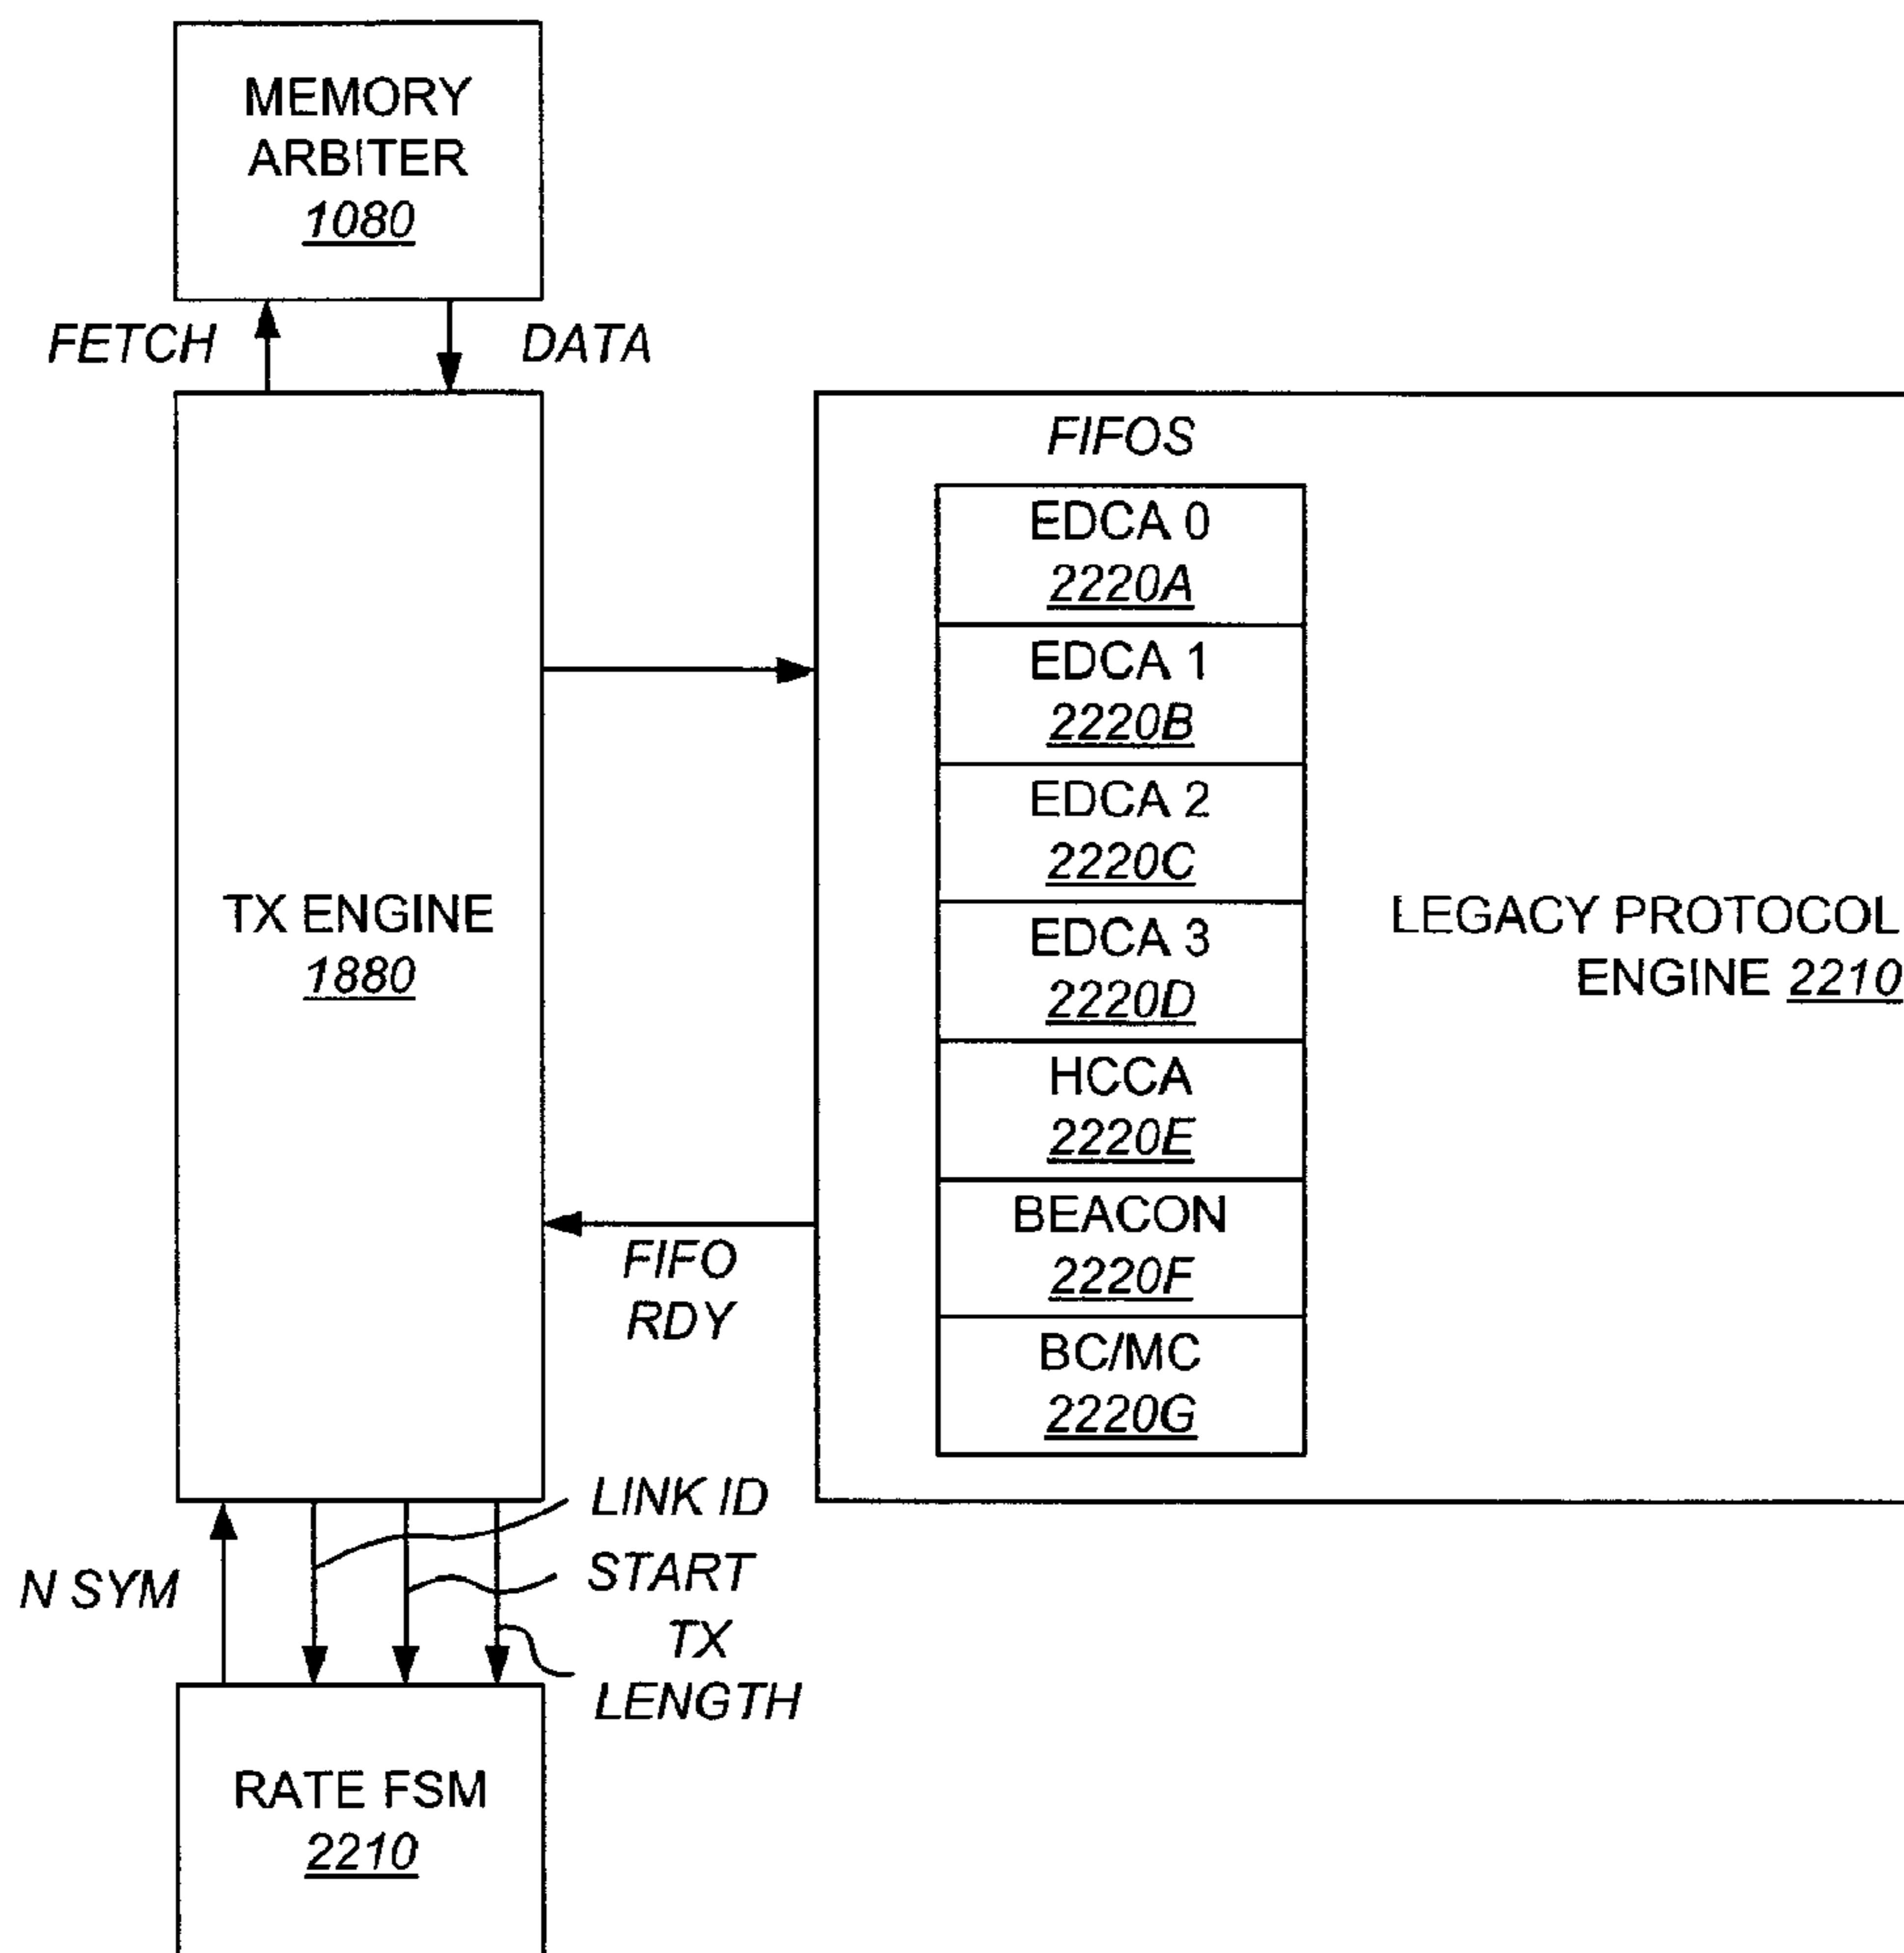 MEMORY
ARBITER
1080
FETCH
DATA
FIFOS
EDCA 0
2220A
EDCA 1
2220B
EDCA 2
2220C
EDCA 3
2220D
HCCA
2220E
BEACON
2220F
BC/MC
2220G
TX ENGINE
1880
LEGACY PROTOCOL
ENGINE 2210
FIFO
RDY
LINK ID
START
TX
LENGTH
N SYM
RATE FSM
2210